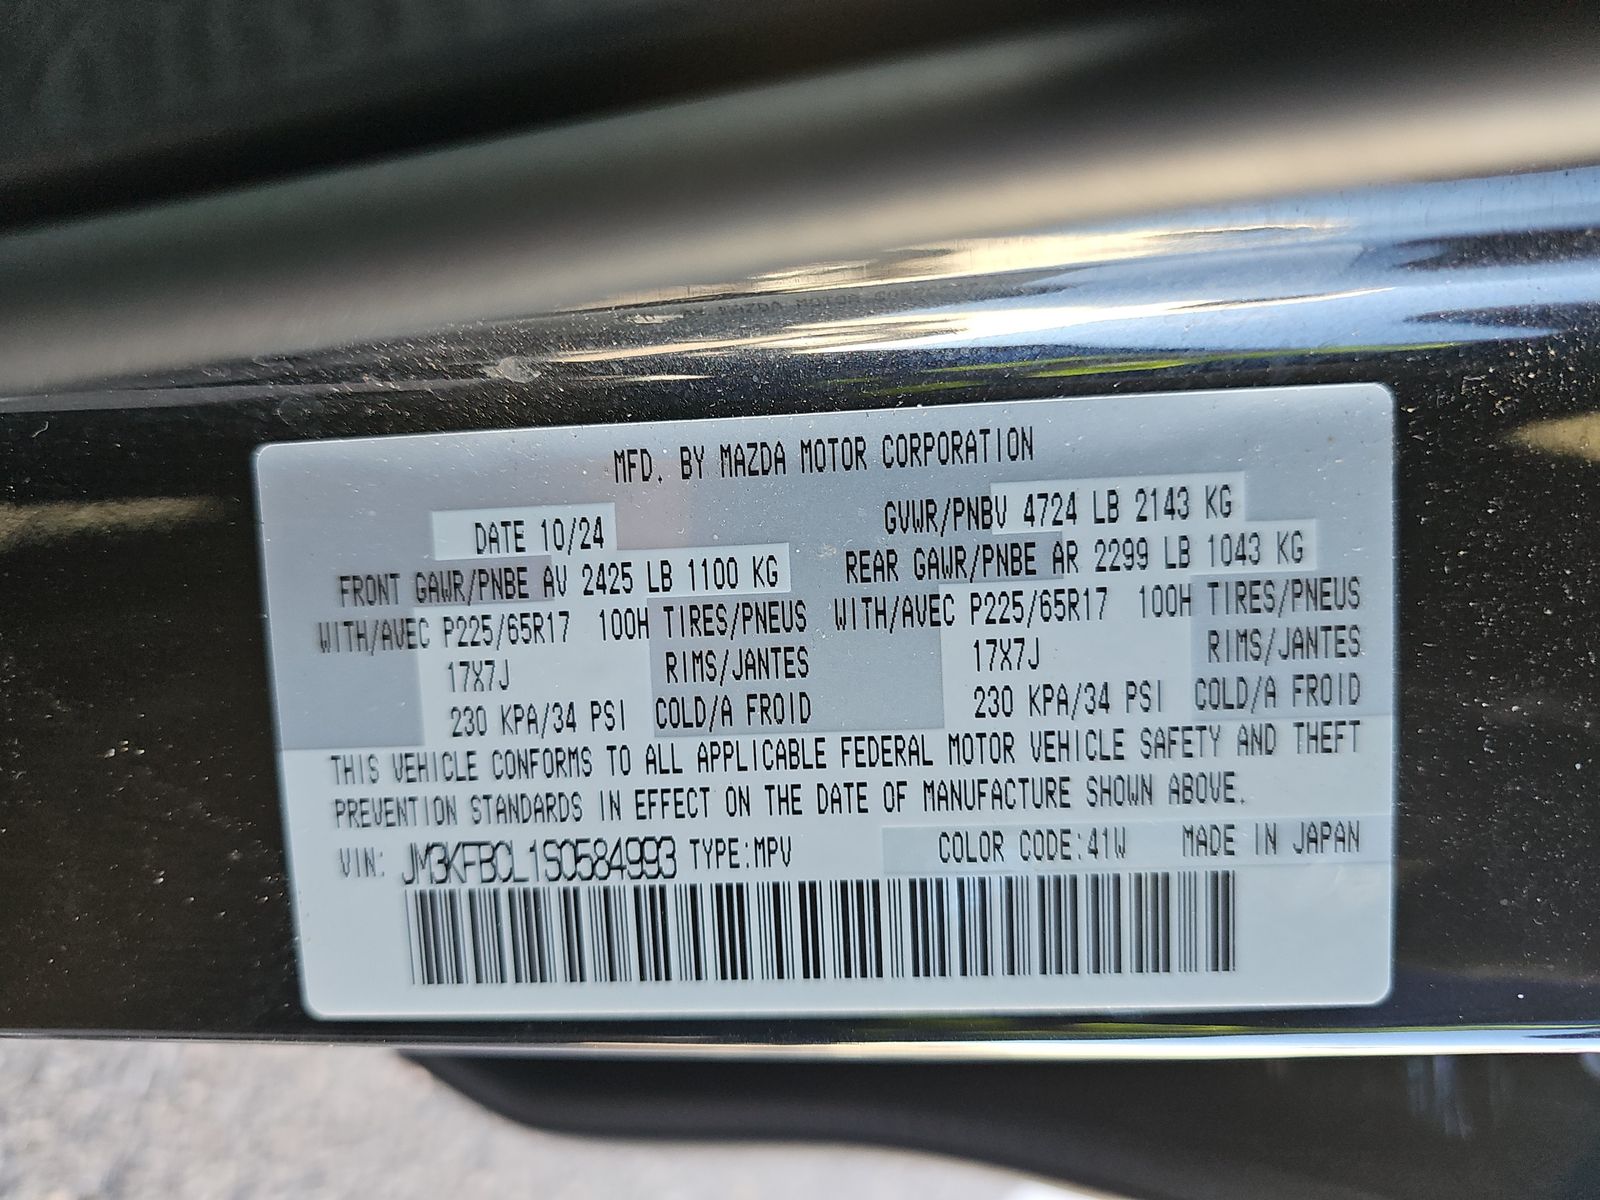 MFD. BY MAZDA MOTOR CORPORATION
DATE 10/24 GVWR/PNBV 4724 LB 2143 KG
FRONT GAWR/PNBE AV 2425 LB 1100 KG REAR GAWR/PNBE AR 2299 LB 1043 KG
WITH/AVEC P225/65R17 100H TIRES/PNEUS WITH/AVEC P225/65R17 100H TIRES/PNEUS
17X7J RIMS/JANTES 17X7J RIMS/JANTES
230 KPA/34 PSI COLD/A FROID 230 KPA/34 PSI COLD/A FROID
THIS VEHICLE CONFORMS TO ALL APPLICABLE FEDERAL MOTOR VEHICLE SAFETY AND THEFT
PREVENTION STANDARDS IN EFFECT ON THE DATE OF MANUFACTURE SHOWN ABOVE.
VIN: JM3KFBCL1S0584993 TYPE:MPV COLOR CODE:41W MADE IN JAPAN